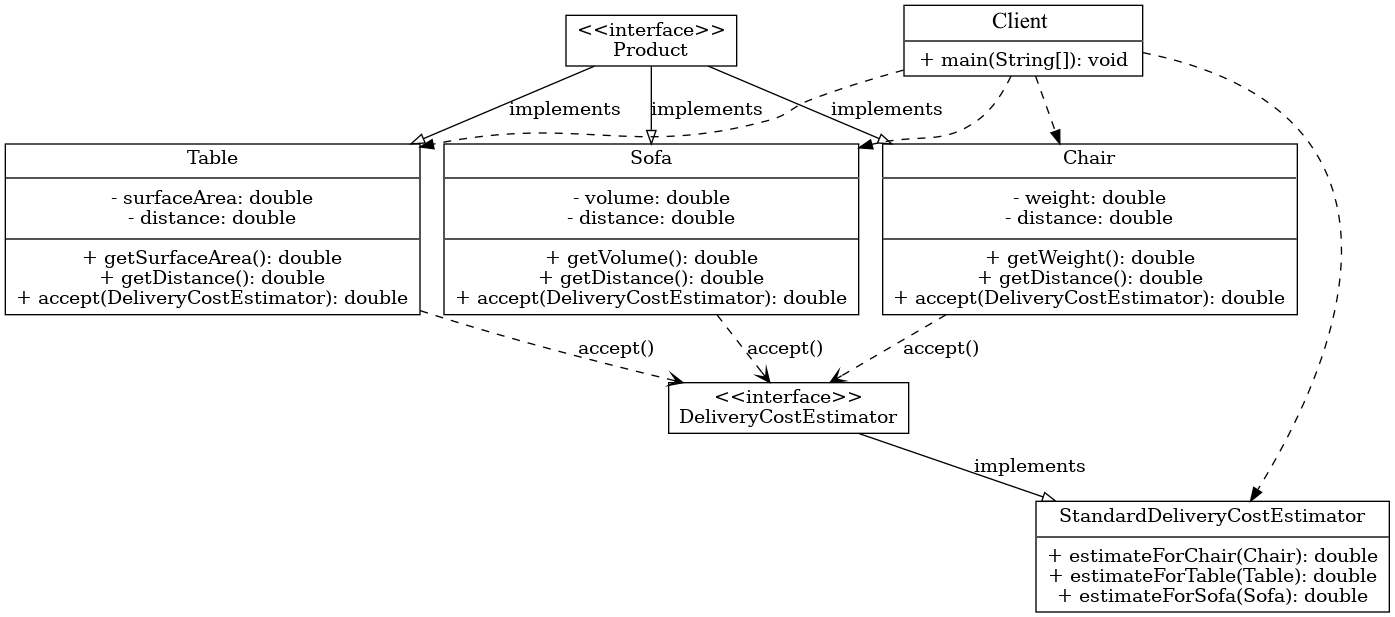 <<interface>>
Product
Client
+ main(String[]): void
implements
implements
implements
Table
- surfaceArea: double
- distance: double
+ getSurfaceArea(): double
+ getDistance(): double
+ accept(DeliveryCostEstimator): double
Sofa
- volume: double
- distance: double
+ getVolume(): double
+ getDistance(): double
+ accept(DeliveryCostEstimator): double
Chair
- weight: double
- distance: double
+ getWeight(): double
+ getDistance(): double
+ accept(DeliveryCostEstimator): double
accept()
accept()
accept()
<<interface>>
DeliveryCostEstimator
implements
StandardDeliveryCostEstimator
+ estimateForChair(Chair): double
+ estimateForTable(Table): double
+ estimateForSofa(Sofa): double